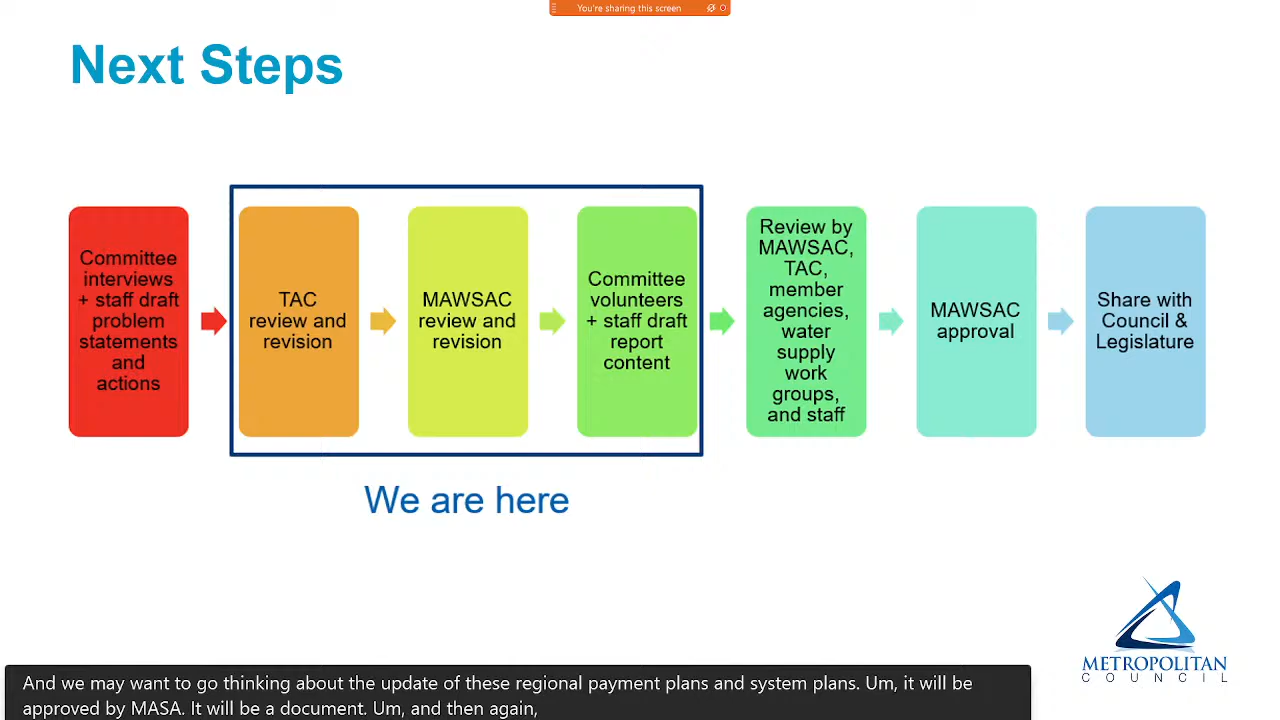 You're sharing this screen
Next Steps
Committee
interviews
+ staff draft
problem
statements
and
actions
TAC
review and
revision
MAWSAC
review and
revision
Committee
volunteers
+ staff draft
report
content
Review by
MAWSAC,
TAC,
member
agencies,
water
supply
work
groups,
and staff
MAWSAC
approval
Share with
Council &
Legislature
We are here
METROPOLITAN
COUNCIL
And we may want to go thinking about the update of these regional payment plans and system plans. Um, it will be
approved by MASA. It will be a document. Um, and then again,